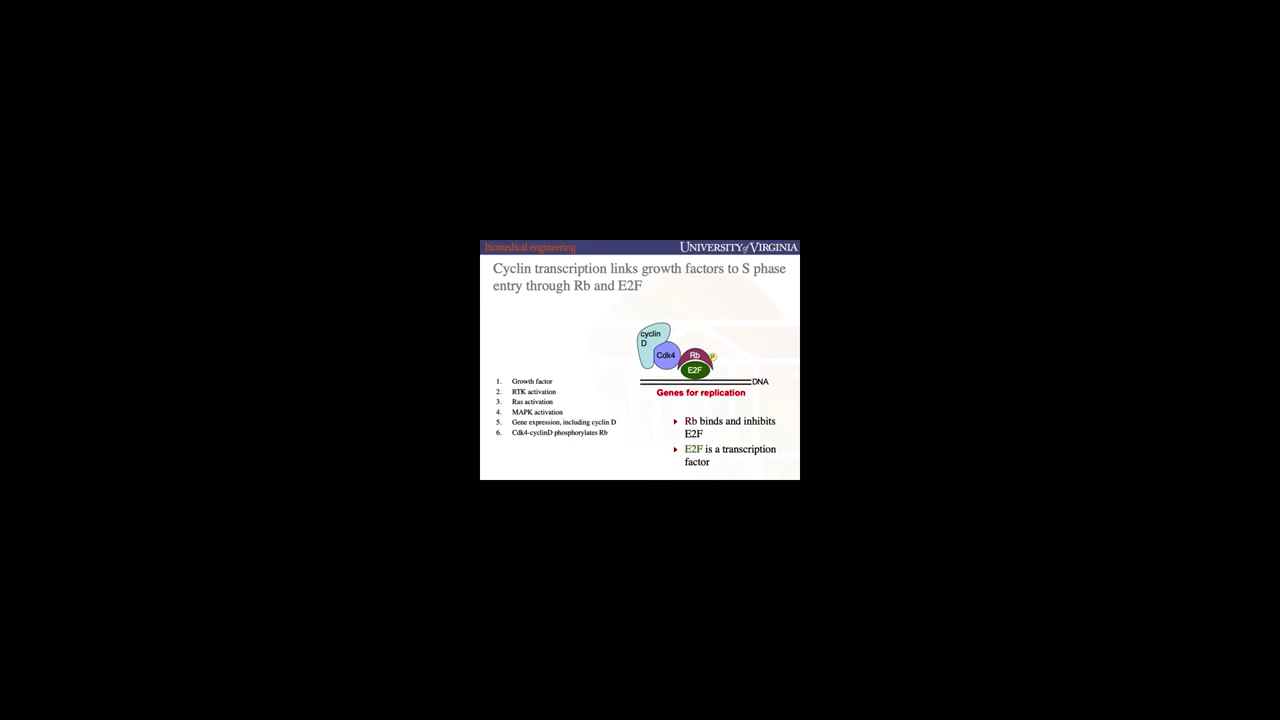 biomedical engineering
UNIVERSITY of VIRGINIA
Cyclin transcription links growth factors to S phase
entry through Rb and E2F
cyclin
D
Cdk4
Rb
P
E2F
DNA
Genes for replication
1. Growth factor
2. RTK activation
3. Ras activation
4. MAPK activation
5. Gene expression, including cyclin D
6. Cdk4-cyclinD phosphorylates Rb
Rb binds and inhibits
E2F
E2F is a transcription
factor